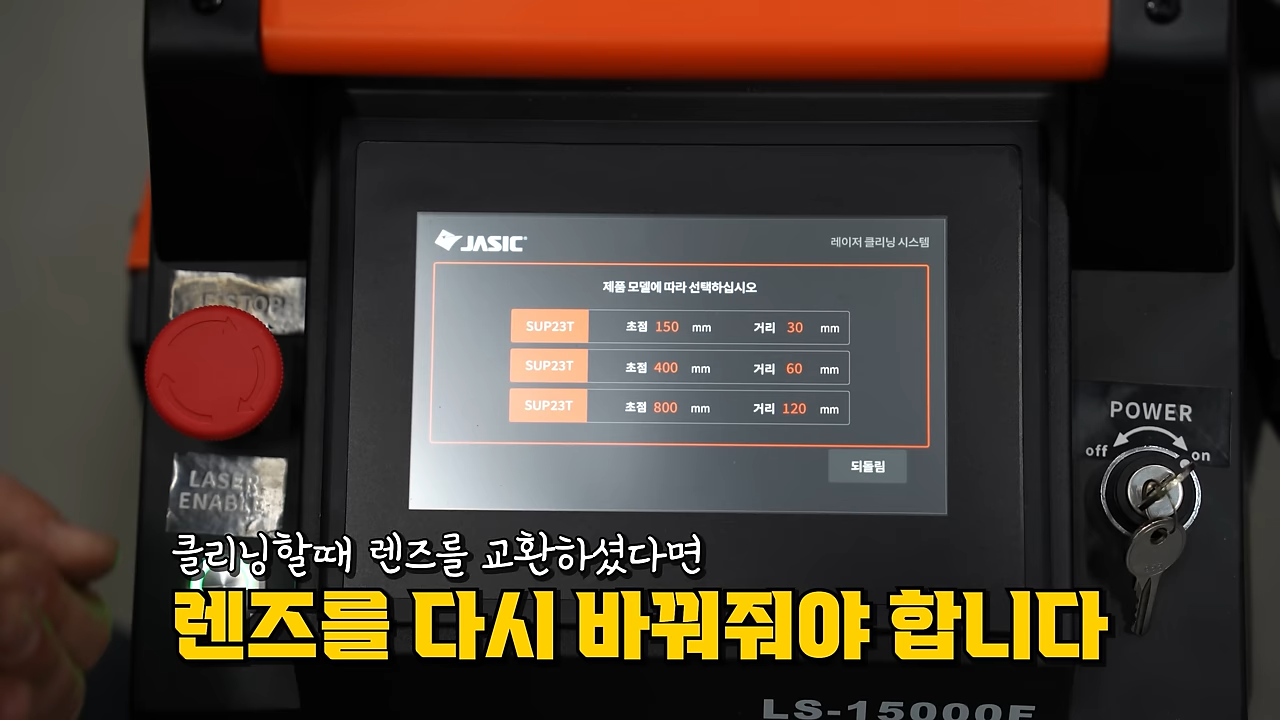 JASIC
레이저 클리닝 시스템
제품 모델에 따라 선택하십시오
SUP23T 초점 150 mm 거리 30 mm
SUP23T 초점 400 mm 거리 60 mm
SUP23T 초점 800 mm 거리 120 mm
되돌림
E-STOP
LASER
ENABLE
POWER
off on
클리닝할때 렌즈를 교환하셨다면
렌즈를 다시 바꿔줘야 합니다